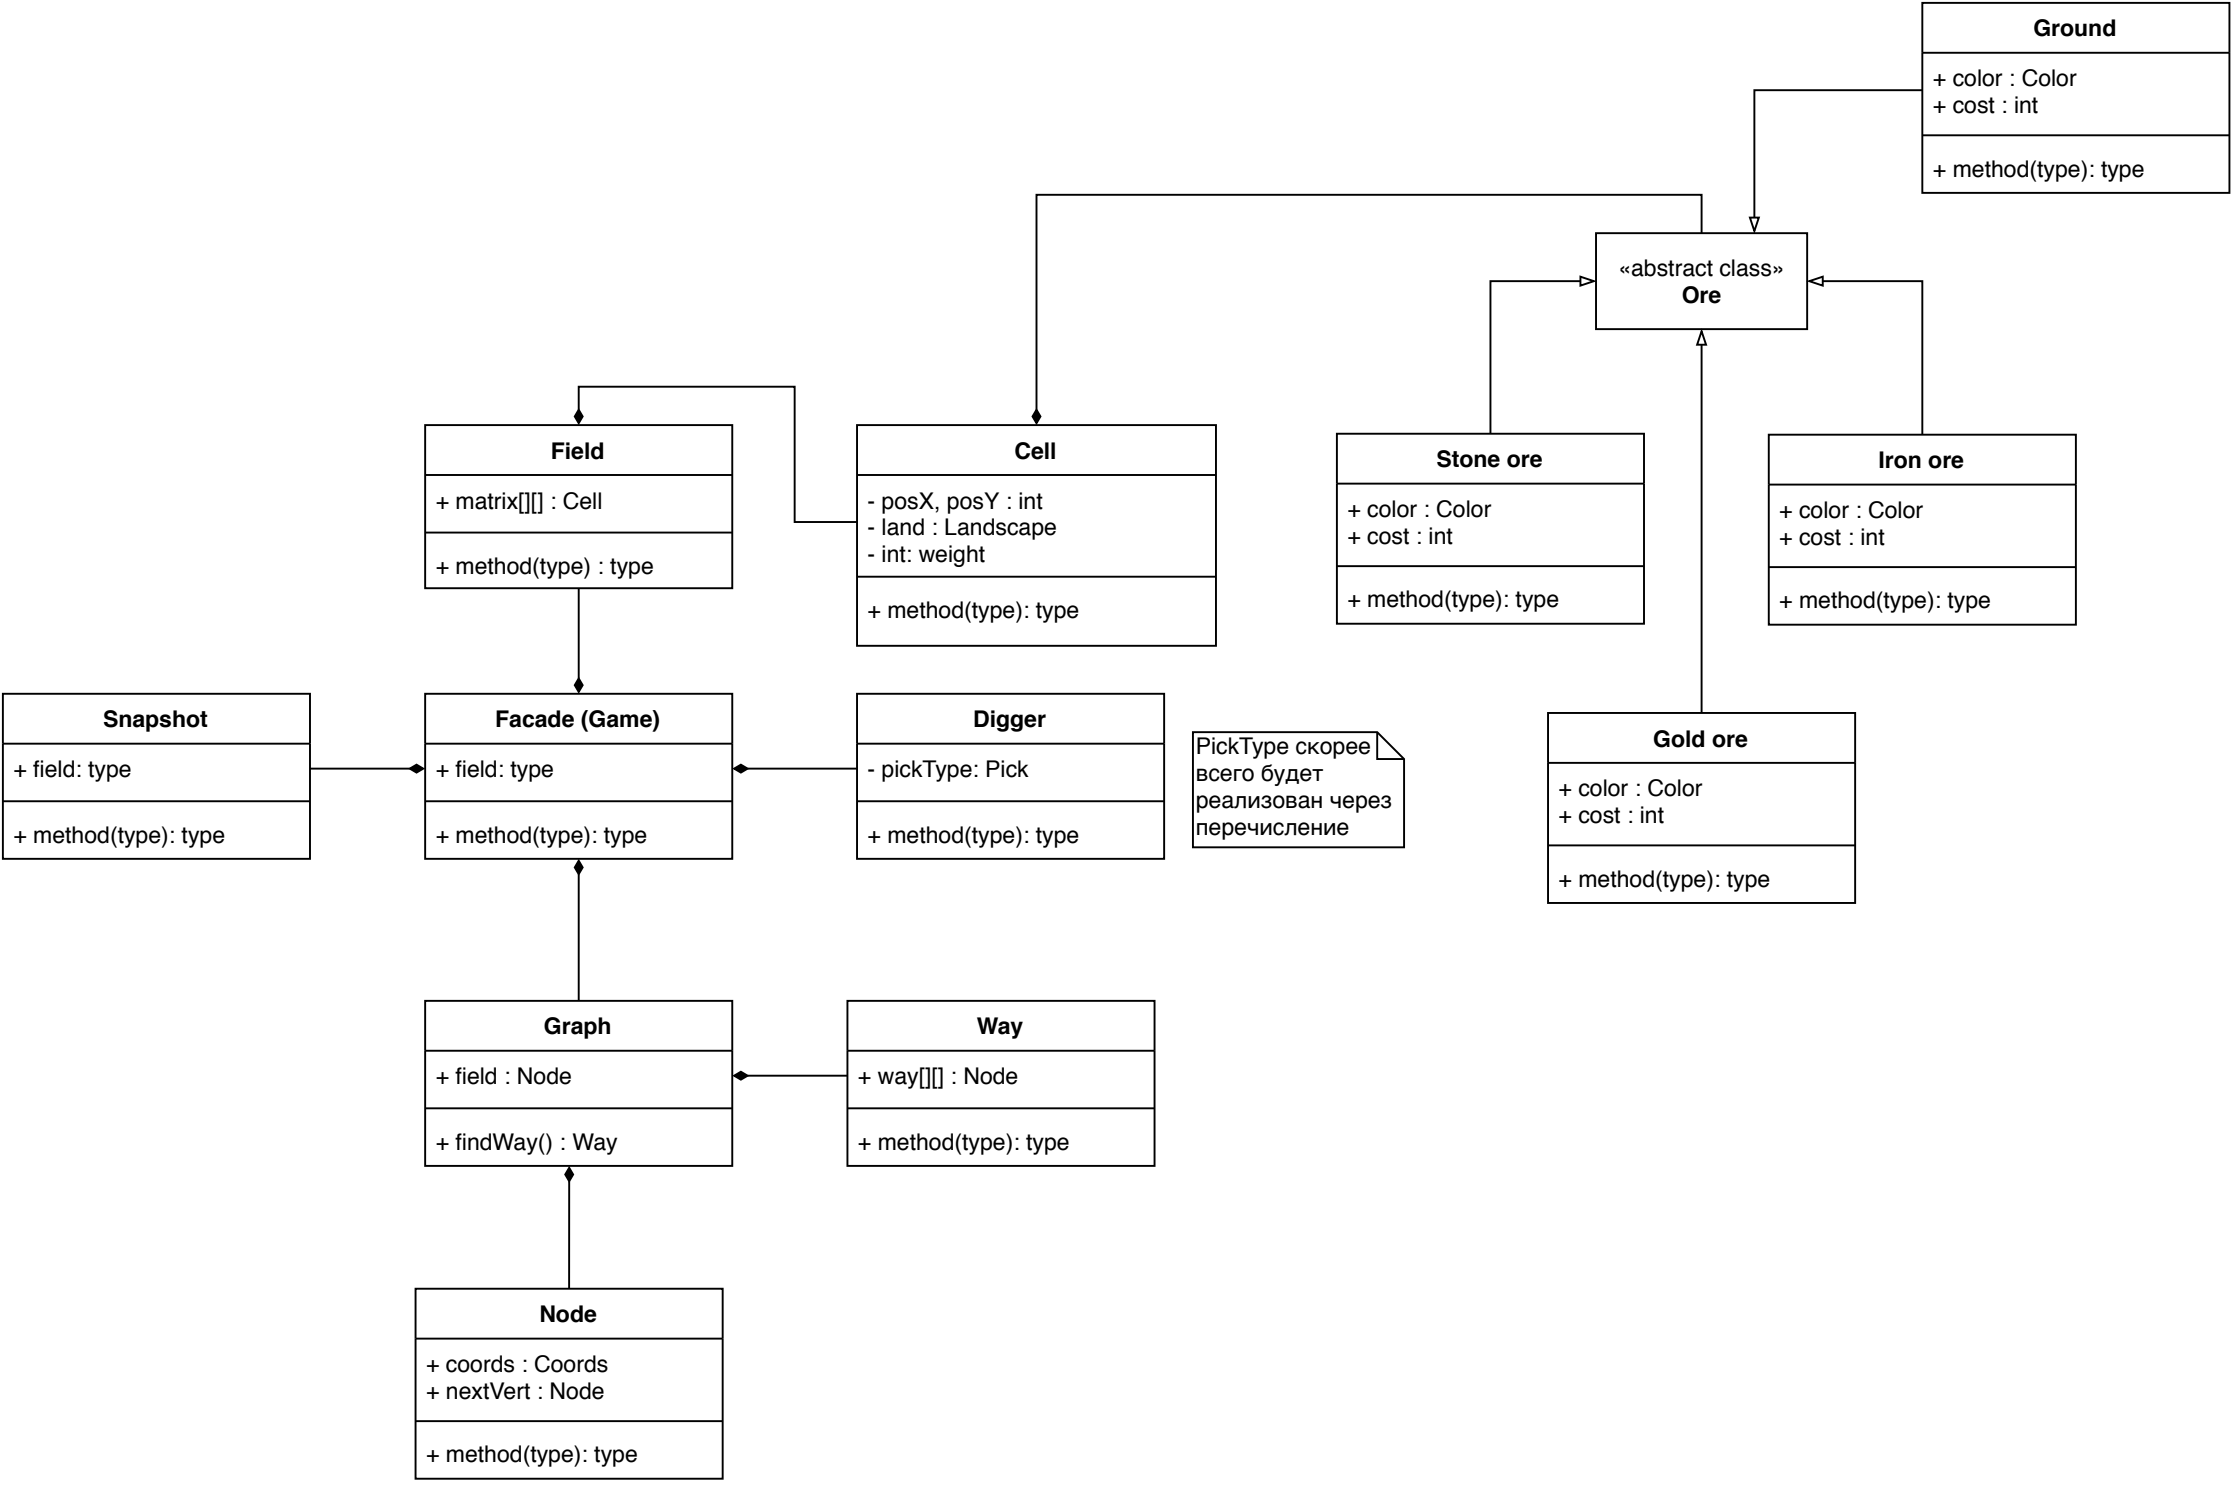 Ground
+ color : Color
+ cost : int
+ method(type): type
«abstract class»
Ore
Field
+ matrix[][] : Cell
+ method(type) : type
Cell
- posX, posY : int
- land : Landscape
- int: weight
+ method(type): type
Stone ore
+ color : Color
+ cost : int
+ method(type): type
Iron ore
+ color : Color
+ cost : int
+ method(type): type
Snapshot
+ field: type
+ method(type): type
Facade (Game)
+ field: type
+ method(type): type
Digger
- pickType: Pick
+ method(type): type
PickType скорее
всего будет
реализован через
перечисление
Gold ore
+ color : Color
+ cost : int
+ method(type): type
Graph
+ field : Node
+ findWay() : Way
Way
+ way[][] : Node
+ method(type): type
Node
+ coords : Coords
+ nextVert : Node
+ method(type): type